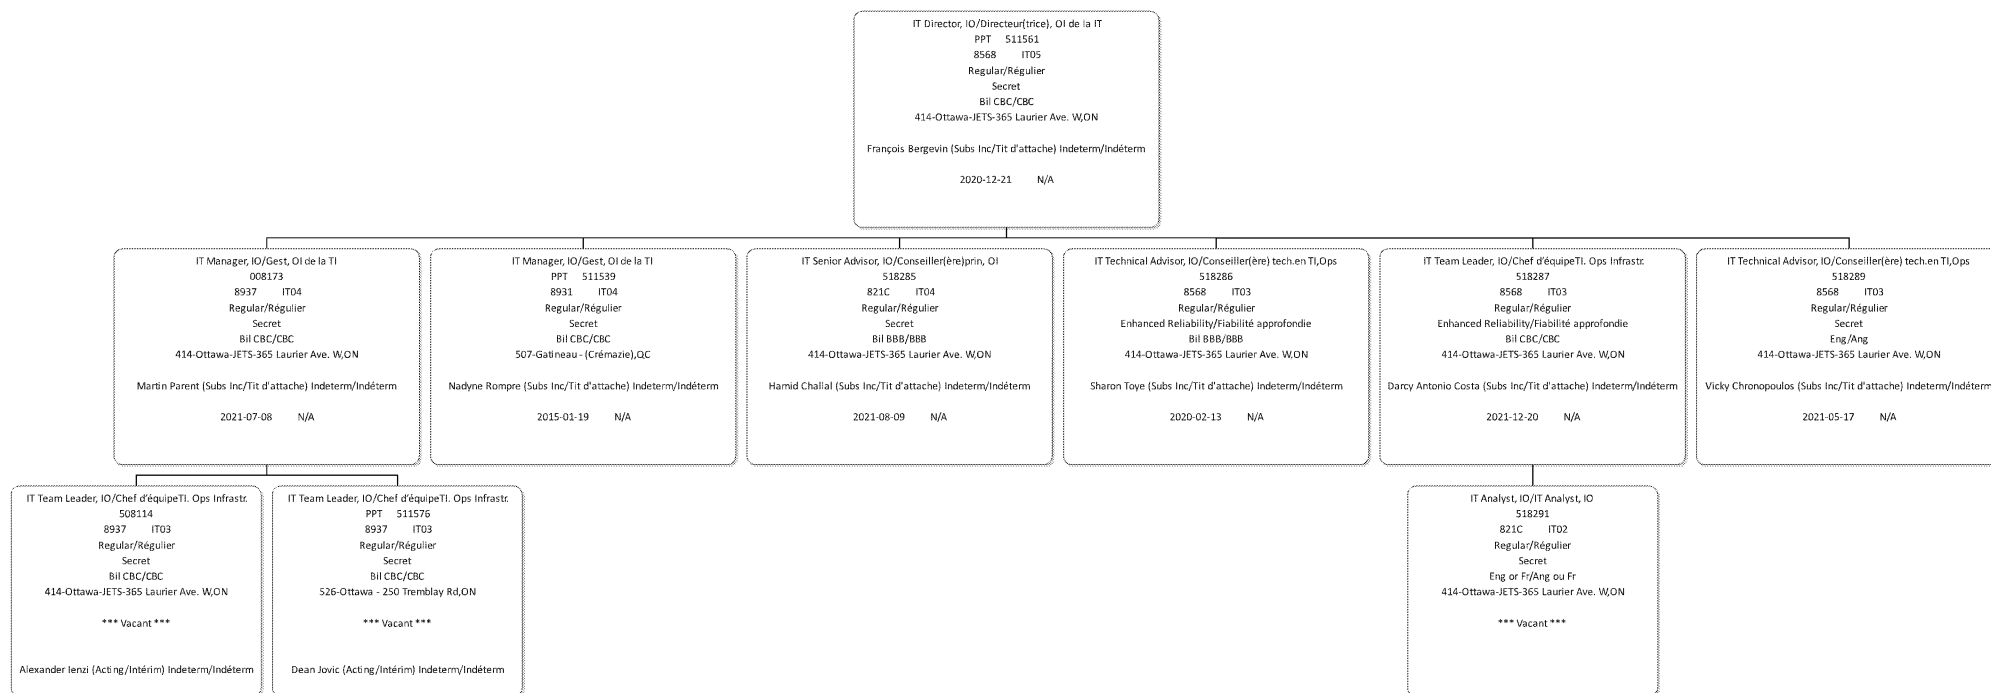 IT Director, IO/Directeur(trice), OI de la IT
PPT 511561
8568 IT05
Regular/Régulier
Secret
Bil CBC/CBC
414-Ottawa-JETS-365 Laurier Ave. W,ON
François Bergevin (Subs Inc/Tit d'attache) Indeterm/Indéterm
2020-12-21 N/A
IT Manager, IO/Gest, OI de la TI
008173
8937 IT04
Regular/Régulier
Secret
Bil CBC/CBC
414-Ottawa-JETS-365 Laurier Ave. W,ON
Martin Parent (Subs Inc/Tit d'attache) Indeterm/Indéterm
2021-07-08 N/A
IT Manager, IO/Gest, OI de la TI
PPT 511539
8931 IT04
Regular/Régulier
Secret
Bil CBC/CBC
507-Gatineau - (Crémazie),QC
Nadyne Rompre (Subs Inc/Tit d'attache) Indeterm/Indéterm
2015-01-19 N/A
IT Senior Advisor, IO/Conseiller(ère)prin, OI
518285
821C IT04
Regular/Régulier
Secret
Bil BBB/BBB
414-Ottawa-JETS-365 Laurier Ave. W,ON
Hamid Challal (Subs Inc/Tit d'attache) Indeterm/Indéterm
2021-08-09 N/A
IT Technical Advisor, IO/Conseiller(ère) tech.en TI,Ops
518286
8568 IT03
Regular/Régulier
Enhanced Reliability/Fiabilité approfondie
Bil BBB/BBB
414-Ottawa-JETS-365 Laurier Ave. W,ON
Sharon Toye (Subs Inc/Tit d'attache) Indeterm/Indéterm
2020-02-13 N/A
IT Team Leader, IO/Chef d'équipeTI. Ops Infrastr.
518287
8568 IT03
Regular/Régulier
Enhanced Reliability/Fiabilité approfondie
Bil CBC/CBC
414-Ottawa-JETS-365 Laurier Ave. W,ON
Darcy Antonio Costa (Subs Inc/Tit d'attache) Indeterm/Indéterm
2021-12-20 N/A
IT Technical Advisor, IO/Conseiller(ère) tech.en TI,Ops
518289
8568 IT03
Regular/Régulier
Secret
Eng/Ang
414-Ottawa-JETS-365 Laurier Ave. W,ON
Vicky Chronopoulos (Subs Inc/Tit d'attache) Indeterm/Indéterm
2021-05-17 N/A
IT Team Leader, IO/Chef d'équipeTI. Ops Infrastr.
508114
8937 IT03
Regular/Régulier
Secret
Bil CBC/CBC
414-Ottawa-JETS-365 Laurier Ave. W,ON
*** Vacant ***
Alexander Ienzi (Acting/Intérim) Indeterm/Indéterm
IT Team Leader, IO/Chef d'équipeTI. Ops Infrastr.
PPT 511576
8937 IT03
Regular/Régulier
Secret
Bil CBC/CBC
526-Ottawa - 250 Tremblay Rd,ON
*** Vacant ***
Dean Jovic (Acting/Intérim) Indeterm/Indéterm
IT Analyst, IO/IT Analyst, IO
518291
821C IT02
Regular/Régulier
Secret
Eng or Fr/Ang ou Fr
414-Ottawa-JETS-365 Laurier Ave. W,ON
*** Vacant ***